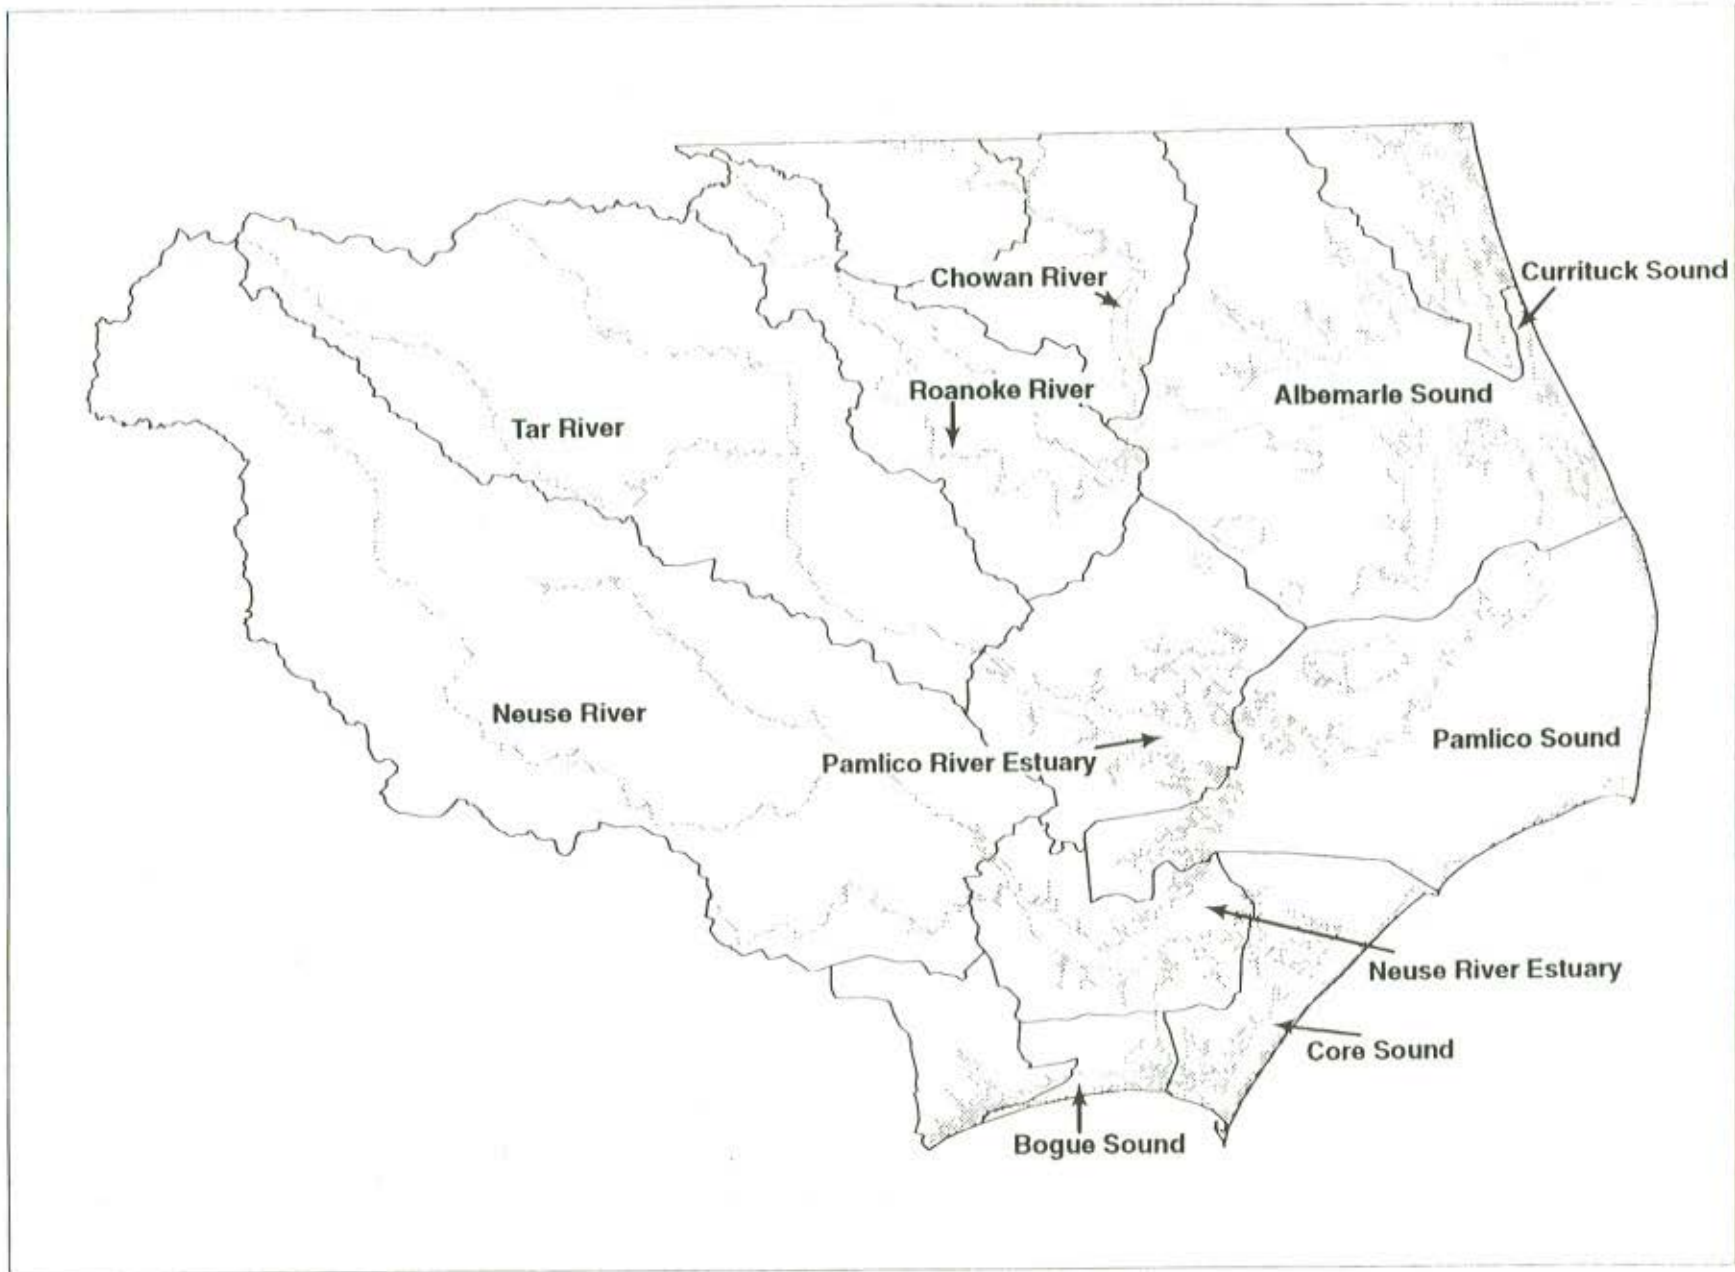 Chowan River
Currituck Sound
Roanoke River
Albemarle Sound
Tar River
Neuse River
Pamlico Sound
Pamlico River Estuary
Neuse River Estuary
Core Sound
Bogue Sound